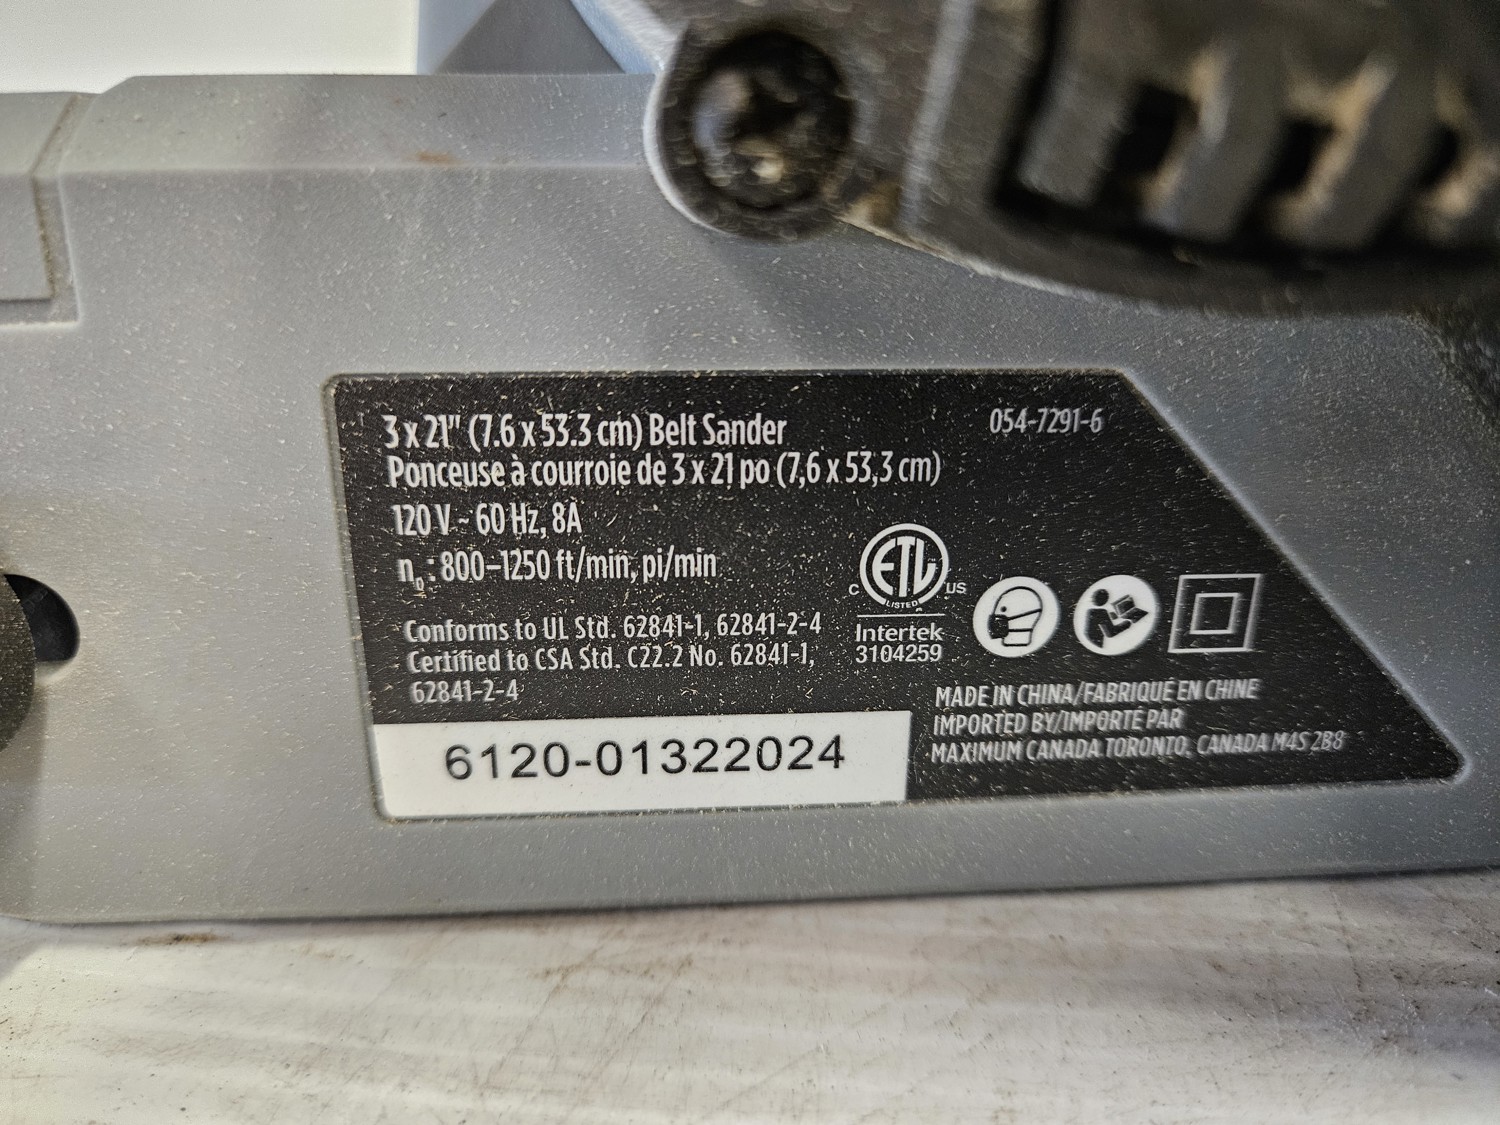 3 x 21" (7.6 x 53.3 cm) Belt Sander
054-7291-6
Ponceuse à courroie de 3 x 21 po (7,6 x 53,3 cm)
120 V ~ 60 Hz, 8A
n₀ : 800–1250 ft/min, pi/min
Conforms to UL Std. 62841-1, 62841-2-4
Certified to CSA Std. C22.2 No. 62841-1,
62841-2-4
C ETL US
LISTED
Intertek
3104259
MADE IN CHINA/FABRIQUÉ EN CHINE
IMPORTED BY/IMPORTÉ PAR
MAXIMUM CANADA TORONTO, CANADA M4S 2B8
6120-01322024